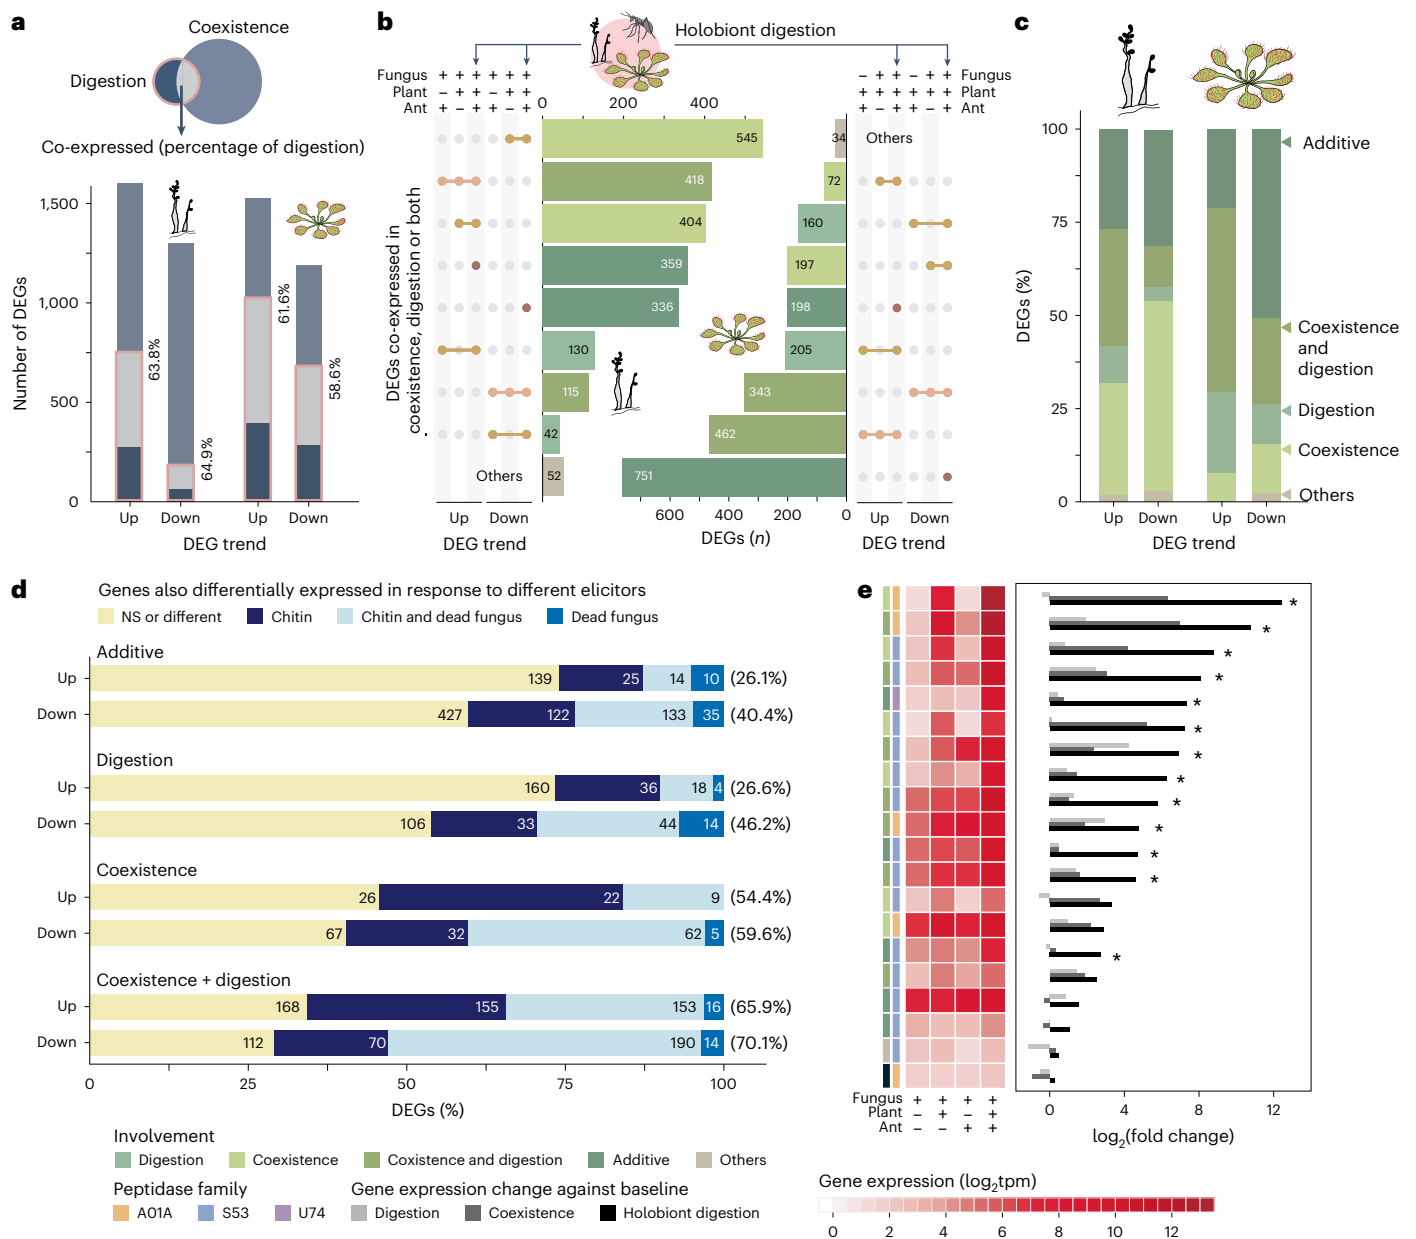 a
Coexistence
Digestion
Co-expressed (percentage of digestion)
Number of DEGs
1,500
1,000
500
0
63.8%
64.9%
61.6%
58.6%
Up Down Up Down
DEG trend
b
Holobiont digestion
Fungus + + + + + +
Plant – + + – + +
Ant + – + + – +
0 200 400
– + + – + + Fungus
+ + + + + + Plant
+ – + + – + Ant
DEGs co-expressed in
coexistence, digestion or both
545
418
404
359
336
130
115
42
52
Others
34
72
160
197
198
205
343
462
751
Others
Up Down
DEG trend
600 400 200 0
DEGs (n)
Up Down
DEG trend
c
DEGs (%)
100
75
50
25
0
Additive
Coexistence
and
digestion
Digestion
Coexistence
Others
Up Down Up Down
DEG trend
d
Genes also differentially expressed in response to different elicitors
NS or different Chitin Chitin and dead fungus Dead fungus
Additive
Up 139 25 14 10 (26.1%)
Down 427 122 133 35 (40.4%)
Digestion
Up 160 36 18 4 (26.6%)
Down 106 33 44 14 (46.2%)
Coexistence
Up 26 22 9 (54.4%)
Down 67 32 62 5 (59.6%)
Coexistence + digestion
Up 168 155 153 16 (65.9%)
Down 112 70 190 14 (70.1%)
0 25 50 75 100
DEGs (%)
Involvement
Digestion Coexistence Coxistence and digestion Additive Others
Peptidase family
A01A S53 U74
Gene expression change against baseline
Digestion Coexistence Holobiont digestion
e
*
*
*
*
*
*
*
*
*
*
*
*
*
Fungus + + + +
Plant – + – +
Ant – – + +
0 4 8 12
log2(fold change)
Gene expression (log2tpm)
0 2 4 6 8 10 12